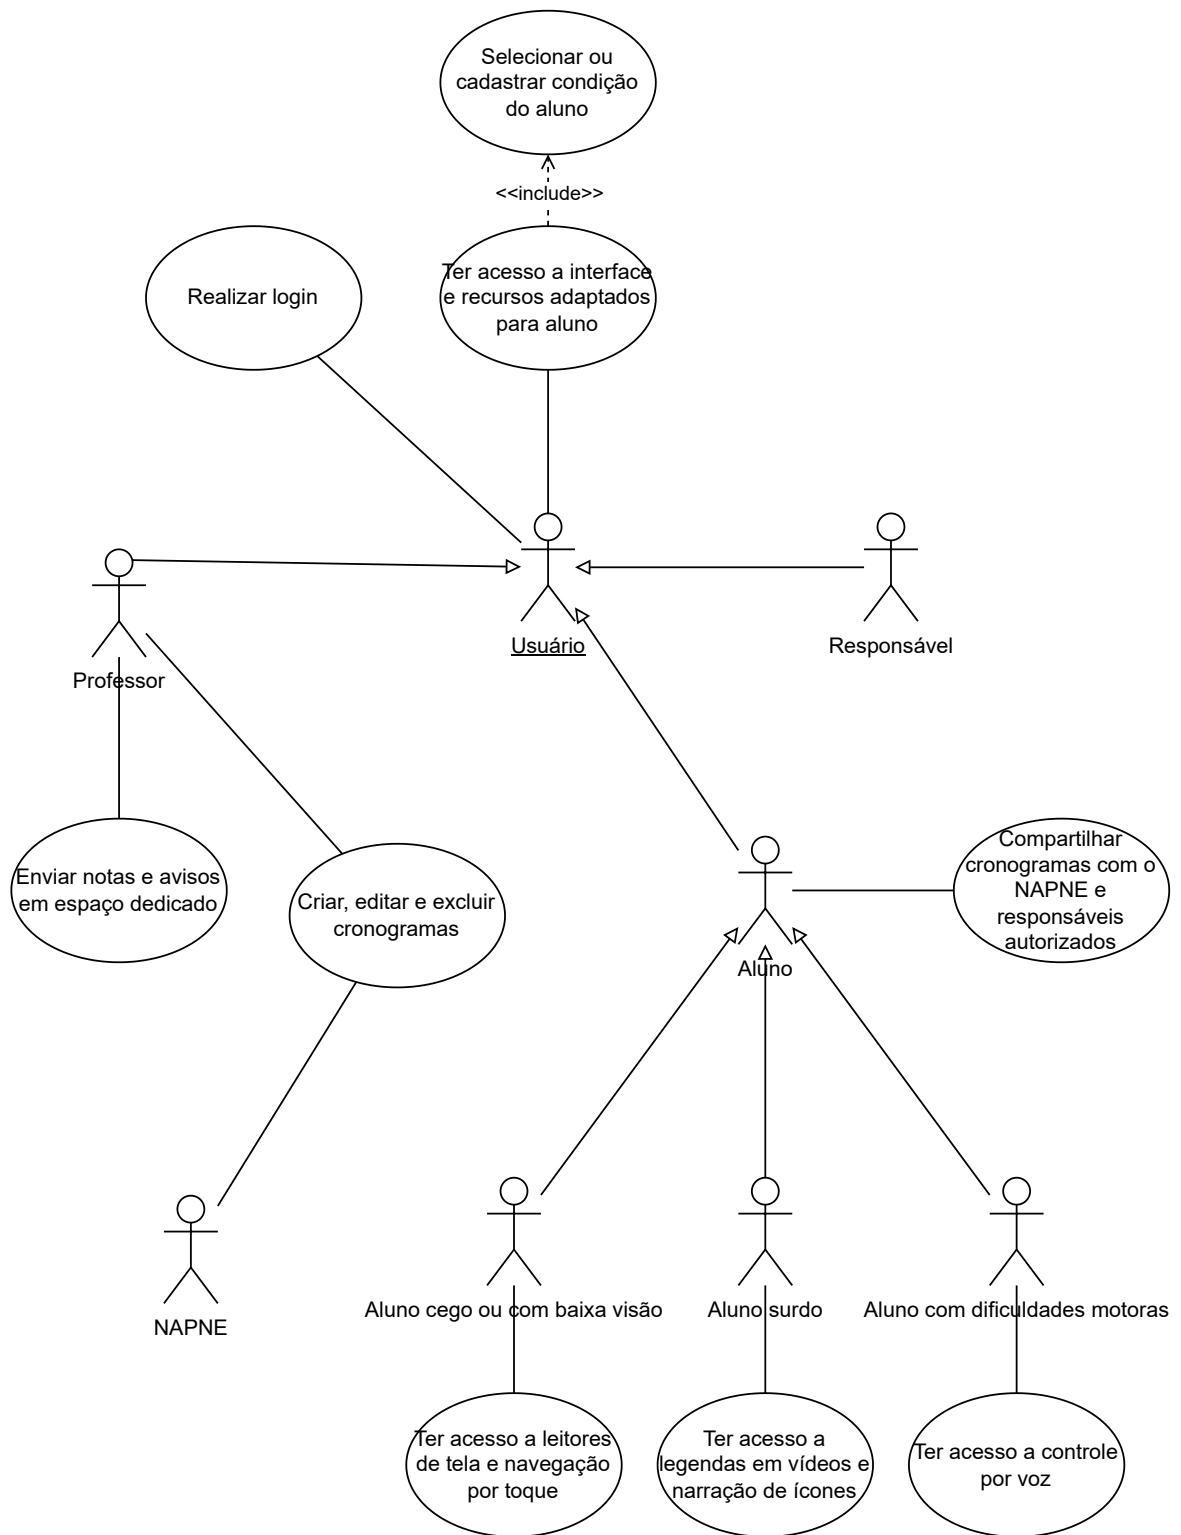 Selecionar ou
cadastrar condição
do aluno
<<include>>
Realizar login
Ter acesso a interface
e recursos adaptados
para aluno
Usuário
Responsável
Professor
Enviar notas e avisos
em espaço dedicado
Criar, editar e excluir
cronogramas
Compartilhar
cronogramas com o
NAPNE e
responsáveis
autorizados
Aluno
NAPNE
Aluno cego ou com baixa visão
Aluno surdo
Aluno com dificuldades motoras
Ter acesso a leitores
de tela e navegação
por toque
Ter acesso a
legendas em vídeos e
narração de ícones
Ter acesso a controle
por voz